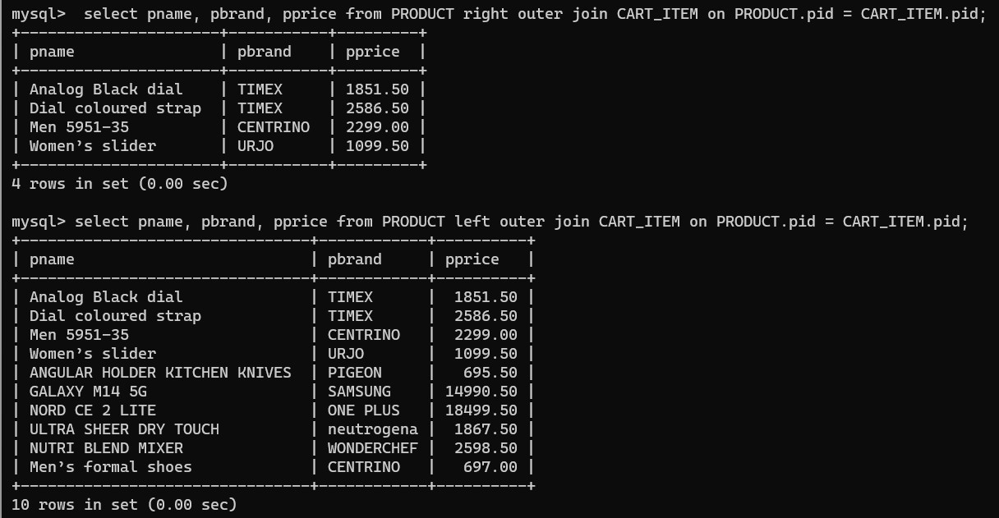 mysql>  select pname, pbrand, pprice from PRODUCT right outer join CART_ITEM on PRODUCT.pid = CART_ITEM.pid;
+----------------------+-----------+---------+
| pname                | pbrand    | pprice  |
+----------------------+-----------+---------+
| Analog Black dial    | TIMEX     | 1851.50 |
| Dial coloured strap  | TIMEX     | 2586.50 |
| Men 5951-35          | CENTRINO  | 2299.00 |
| Women’s slider       | URJO      | 1099.50 |
+----------------------+-----------+---------+
4 rows in set (0.00 sec)

mysql> select pname, pbrand, pprice from PRODUCT left outer join CART_ITEM on PRODUCT.pid = CART_ITEM.pid;
+--------------------------------+------------+----------+
| pname                          | pbrand     | pprice   |
+--------------------------------+------------+----------+
| Analog Black dial              | TIMEX      |  1851.50 |
| Dial coloured strap            | TIMEX      |  2586.50 |
| Men 5951-35                    | CENTRINO   |  2299.00 |
| Women’s slider                 | URJO       |  1099.50 |
| ANGULAR HOLDER KITCHEN KNIVES  | PIGEON     |   695.50 |
| GALAXY M14 5G                  | SAMSUNG    | 14990.50 |
| NORD CE 2 LITE                 | ONE PLUS   | 18499.50 |
| ULTRA SHEER DRY TOUCH          | neutrogena |  1867.50 |
| NUTRI BLEND MIXER              | WONDERCHEF |  2598.50 |
| Men’s formal shoes             | CENTRINO   |   697.00 |
+--------------------------------+------------+----------+
10 rows in set (0.00 sec)